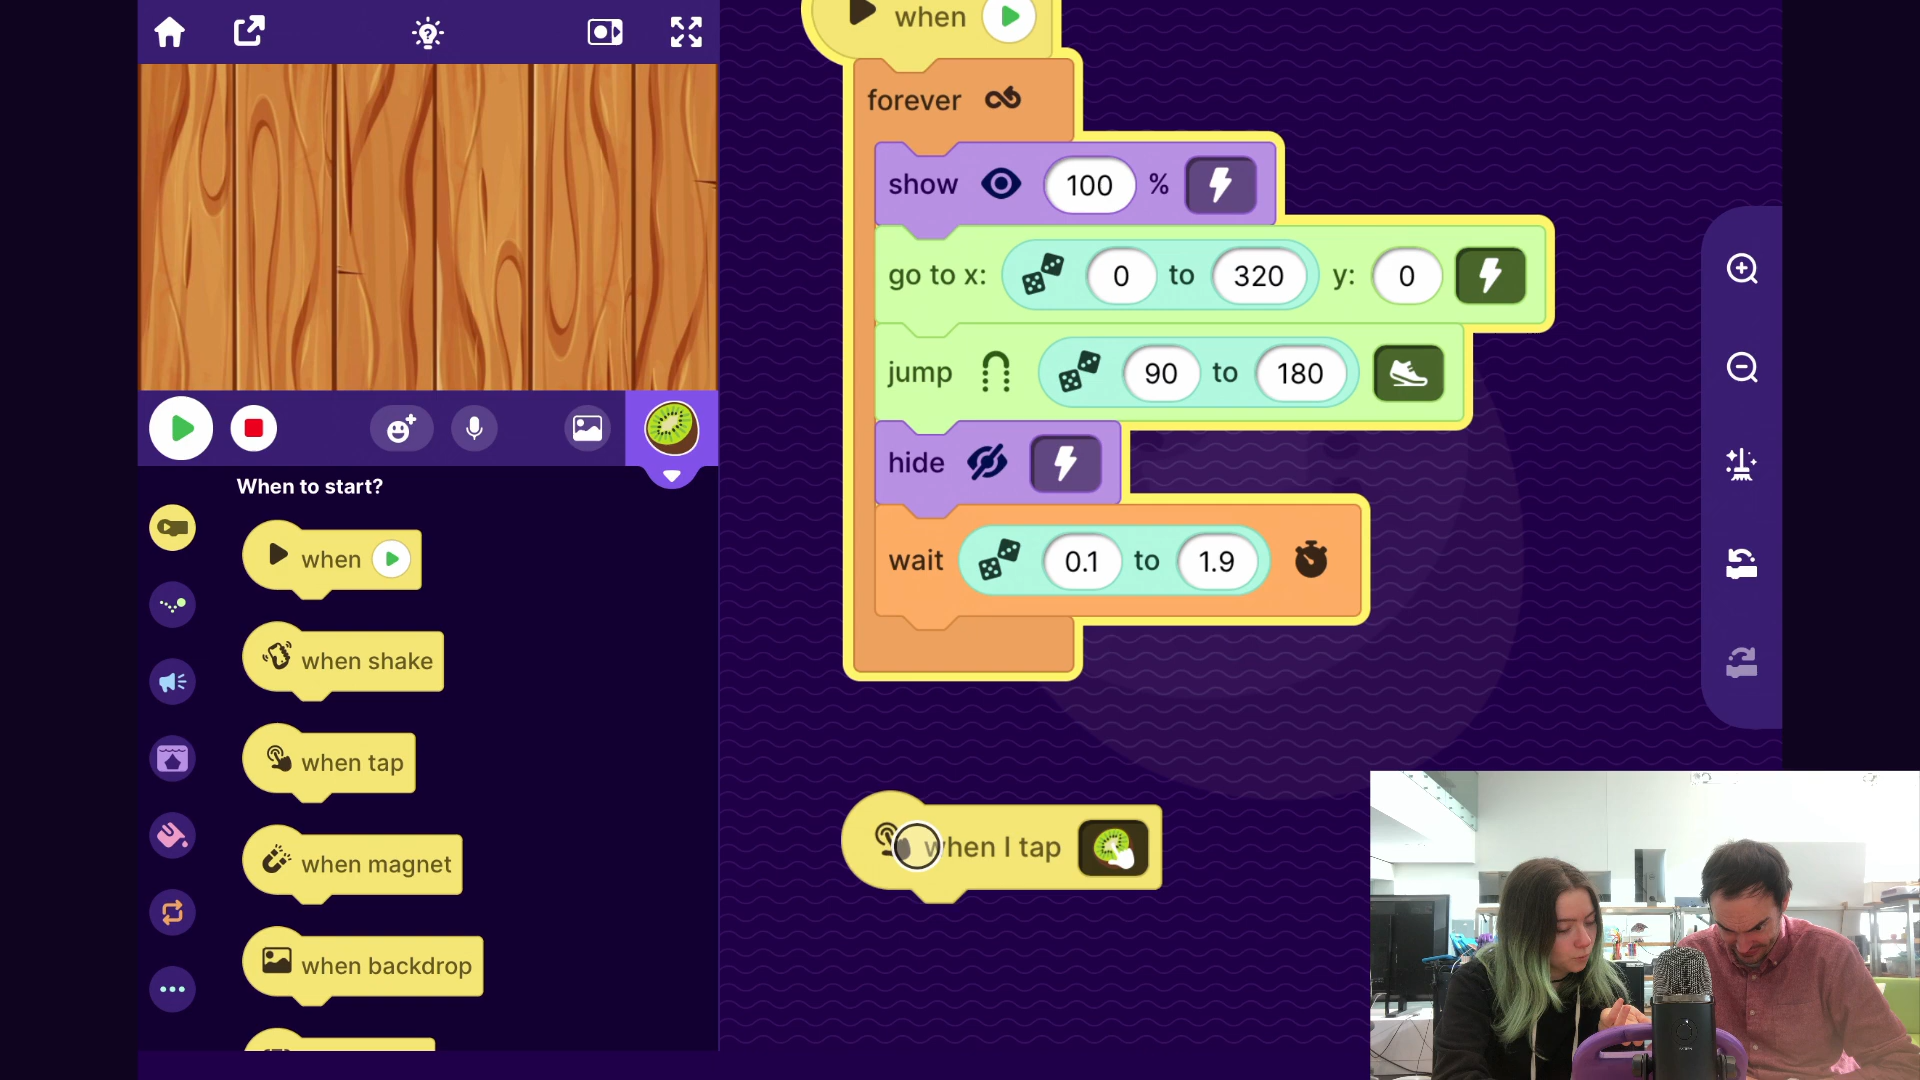 when
forever
show 100 %
go to x: 0 to 320 y: 0
jump 90 to 180
hide
wait 0.1 to 1.9
When to start?
when
when shake
when tap
when magnet
when backdrop
when I tap